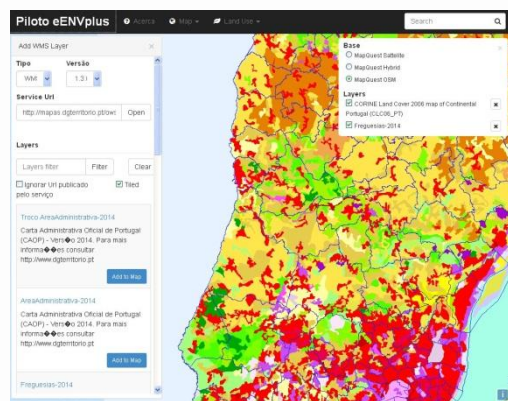 Piloto eENVplus
Acerca
Map
Land Use
Search
Add WMS Layer
Tipo
Versão
Service Url
http://mapas.dgterritorio.pt/
Open
Layers
Layers filter
Filter
Clear
Ignorar Url publicado
pelo serviço
Tiled
Troco AreaAdministrativa-2014
Carta Administrativa Oficial de Portugal
(CAOP) - Vers�o 2014. Para mais
informa��es consultar
http://www.dgterritorio.pt
Add to Map
AreaAdministrativa-2014
Carta Administrativa Oficial de Portugal
(CAOP) - Vers�o 2014. Para mais
informa��es consultar
http://www.dgterritorio.pt
Add to Map
Freguesias-2014
Base
MapQuest Satellite
MapQuest Hybrid
MapQuest OSM
Layers
CORINE Land Cover 2006 map of Continental
Portugal (CLC06_PT)
Freguesias-2014